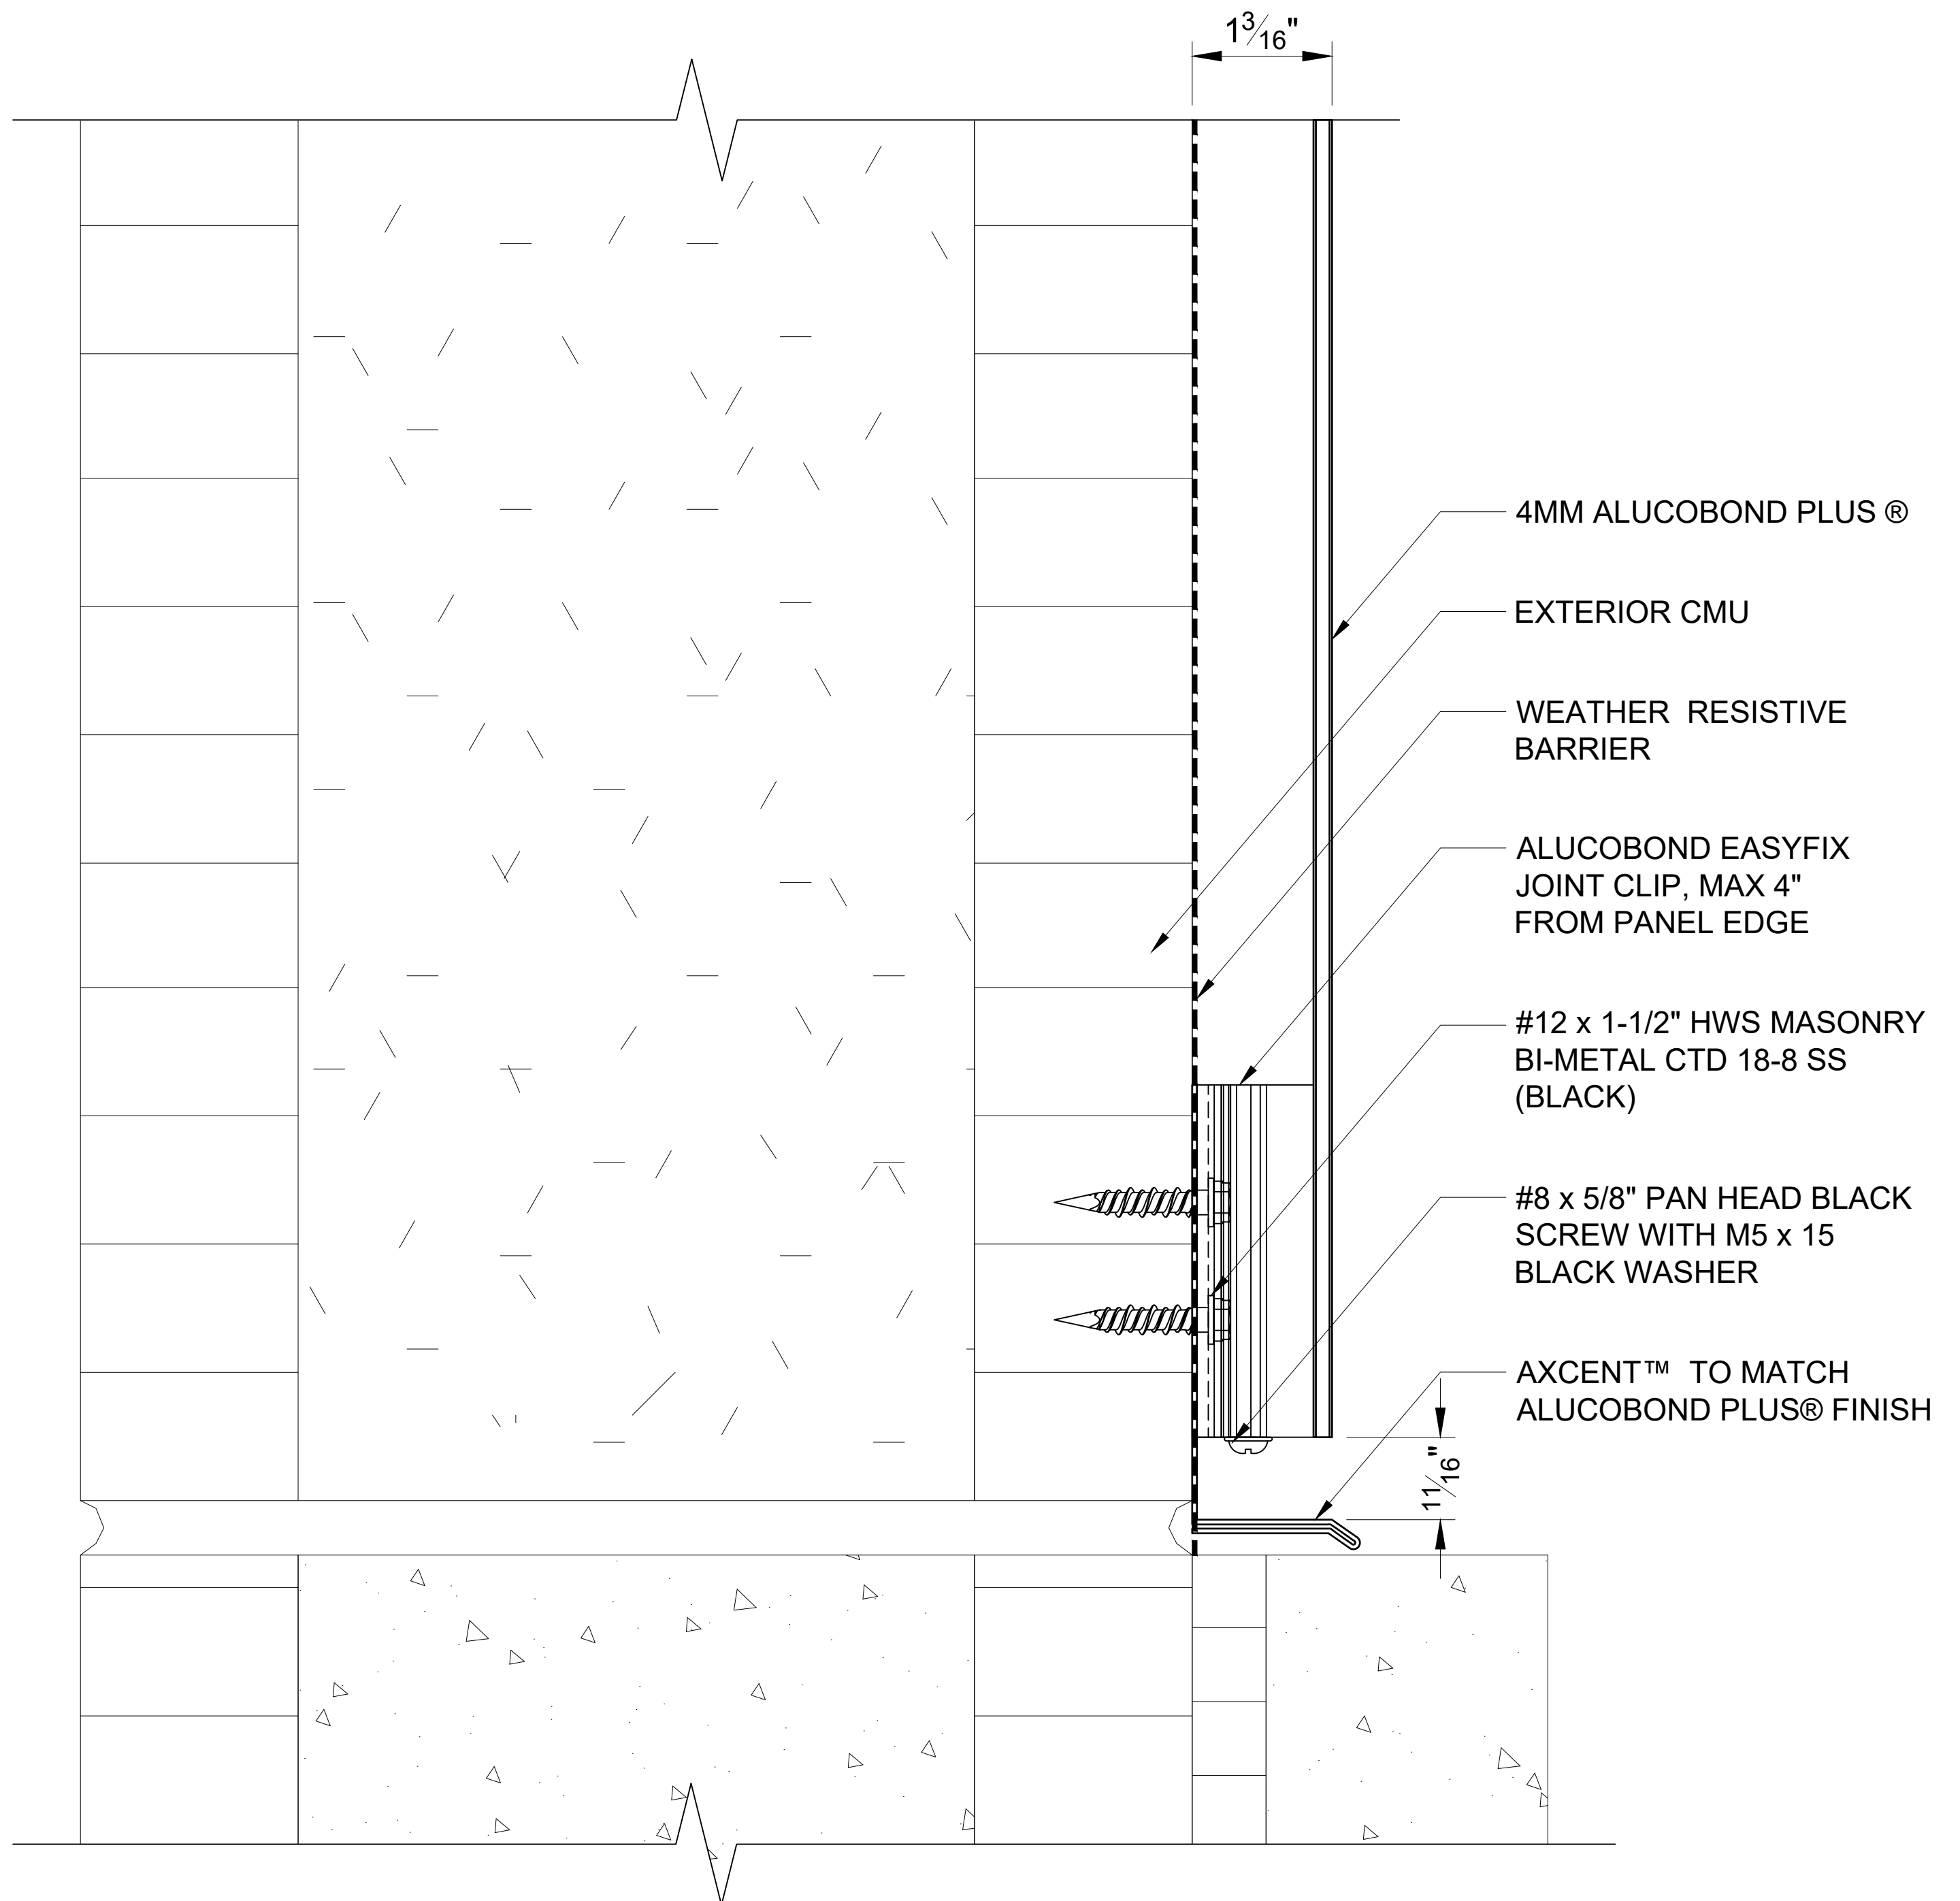 1 3/16"
4MM ALUCOBOND PLUS ®
EXTERIOR CMU
WEATHER RESISTIVE
BARRIER
ALUCOBOND EASYFIX
JOINT CLIP, MAX 4"
FROM PANEL EDGE
#12 x 1-1/2" HWS MASONRY
BI-METAL CTD 18-8 SS
(BLACK)
#8 x 5/8" PAN HEAD BLACK
SCREW WITH M5 x 15
BLACK WASHER
AXCENT™ TO MATCH
ALUCOBOND PLUS® FINISH
11/16"